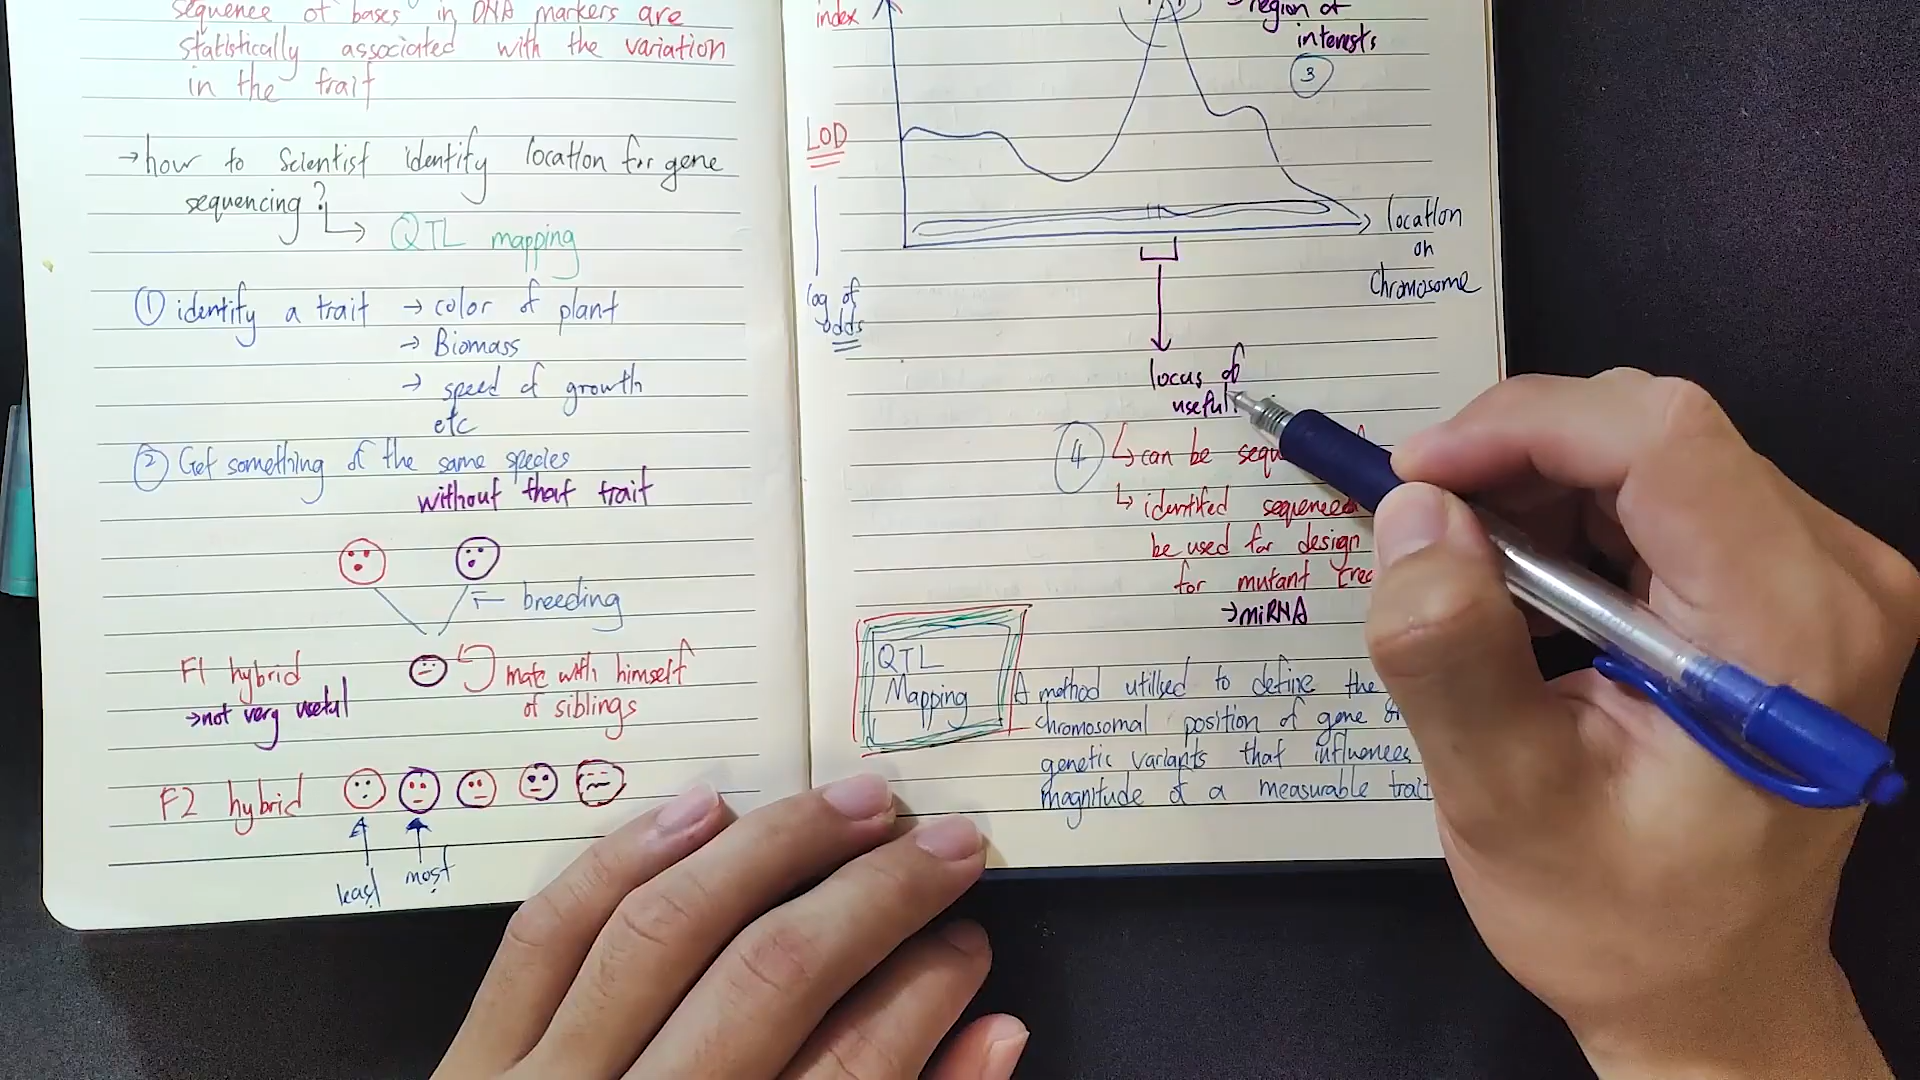 sequence of bases in DNA markers are
statistically associated with the variation
in the trait
→how to scientist identify location for gene
sequencing?
QTL mapping
① identify a trait → color of plant
→ Biomass
→ speed of growth
etc
② Get something of the same species
without that trait
← breeding
F1 hybrid
→not very useful
mate with himself
of siblings
F2 hybrid
least
most
index
region of
interests
③
LOD
log of
odds
location
on
chromosome
locus of
④ ↳ can be
↳ identifed
be used for design
for mutant
→miRNA
QTL
Mapping
A method utilised to define the
chromosomal position of gene or
genetic variants that influences
magnitude of a measurable trait